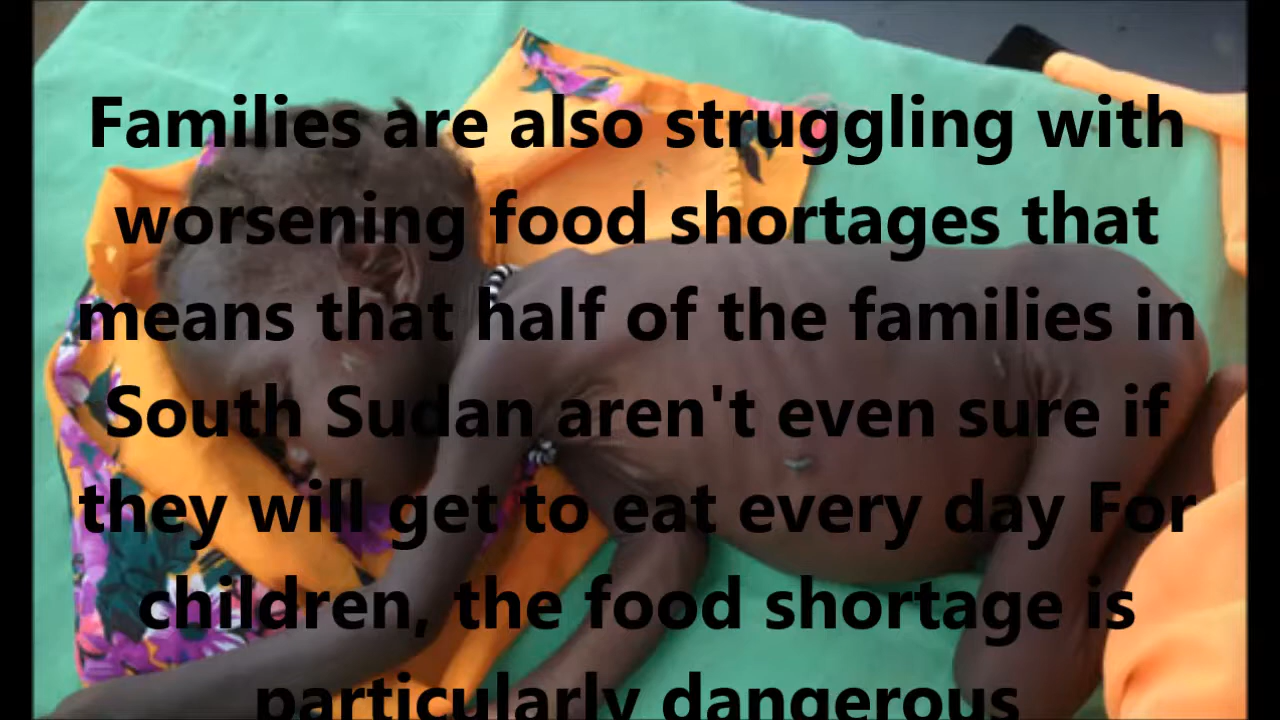 Families are also struggling with
worsening food shortages that
means that half of the families in
South Sudan aren't even sure if
they will get to eat every day For
children, the food shortage is
particularly dangerous